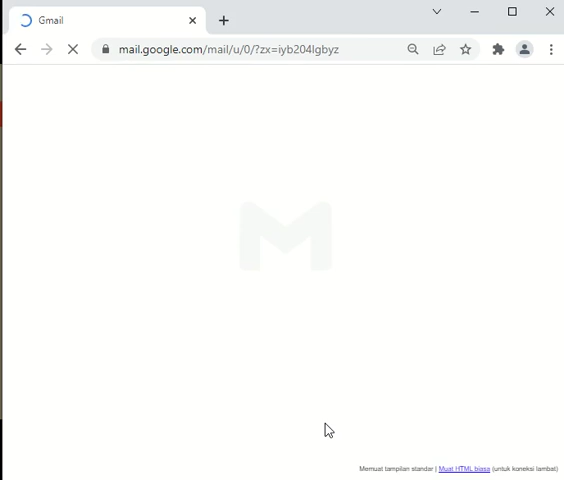 Gmail
mail.google.com/mail/u/0/?zx=iyb204lgbyz
Memuat tampilan standar | Muat HTML biasa (untuk koneksi lambat)